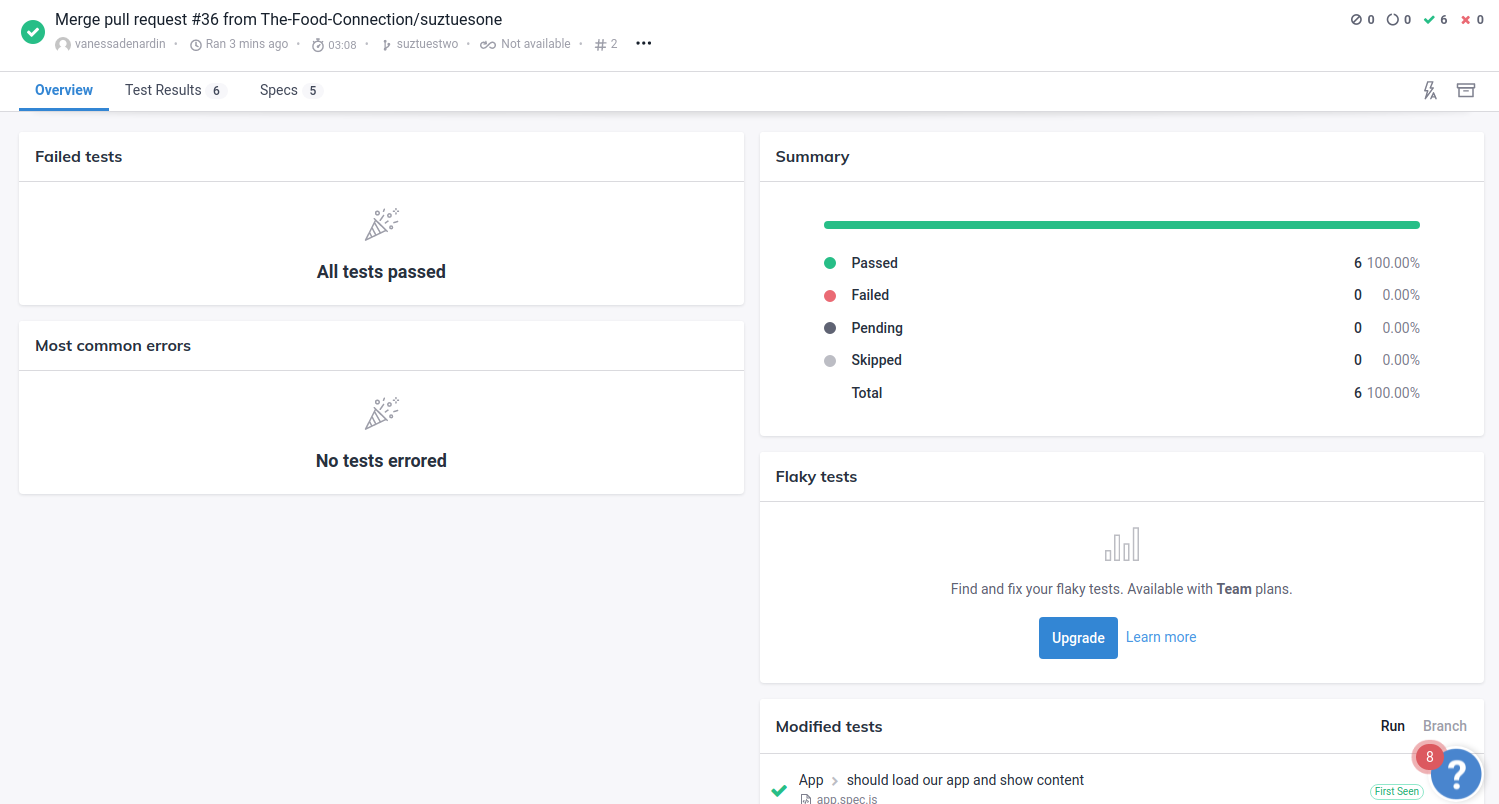 Merge pull request #36 from The-Food-Connection/suztuesone
0 0 6 0
vanessadenardin • Ran 3 mins ago • 03:08 • suztuestwo • Not available • # 2 •••
Overview Test Results 6 Specs 5
Failed tests
All tests passed
Most common errors
No tests errored
Summary
Passed 6 100.00%
Failed 0 0.00%
Pending 0 0.00%
Skipped 0 0.00%
Total 6 100.00%
Flaky tests
Find and fix your flaky tests. Available with Team plans.
Upgrade Learn more
Modified tests Run Branch
8 ?
App > should load our app and show content
First Seen
app.spec.js